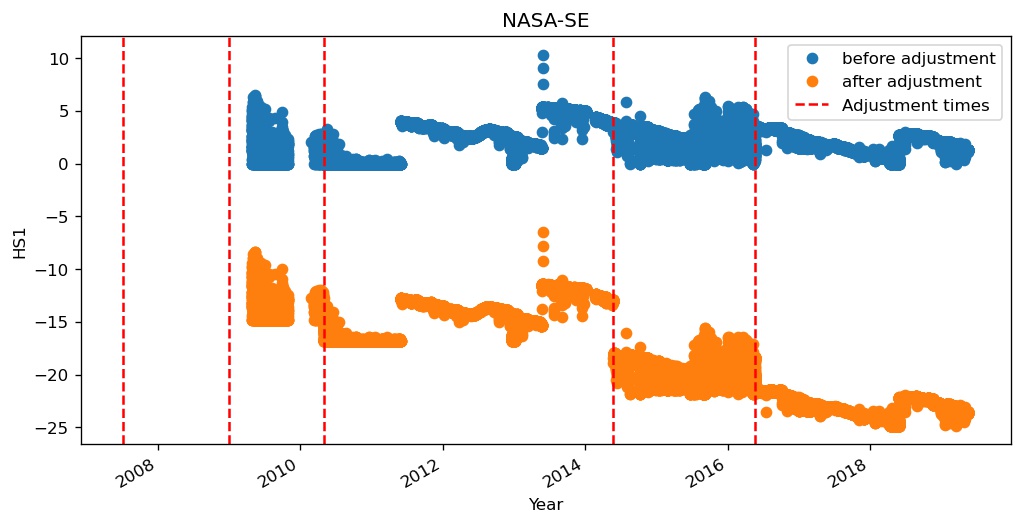 NASA-SE
before adjustment
after adjustment
Adjustment times
HS1
10
5
0
−5
−10
−15
−20
−25
2008 2010 2012 2014 2016 2018
Year